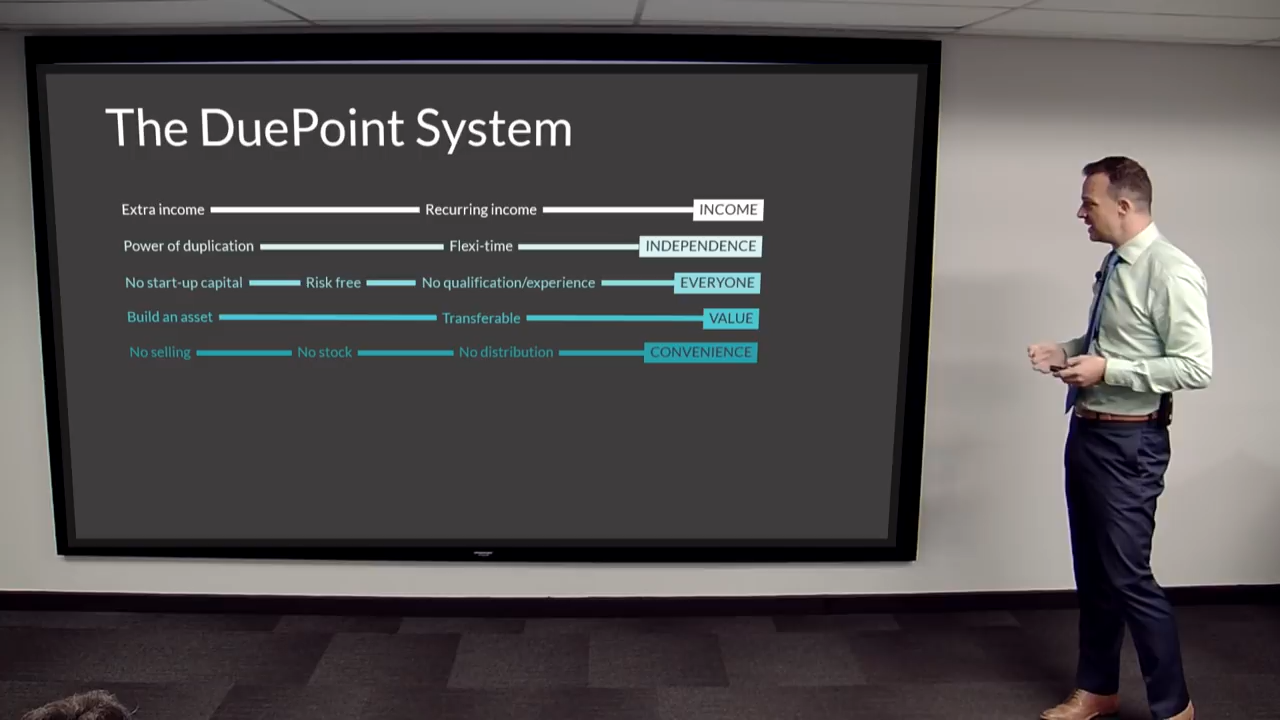 The DuePoint System
Extra income Recurring income INCOME
Power of duplication Flexi-time INDEPENDENCE
No start-up capital Risk free No qualification/experience EVERYONE
Build an asset Transferable VALUE
No selling No stock No distribution CONVENIENCE